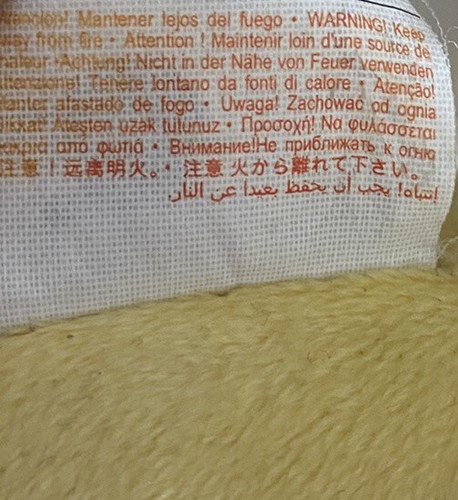 Atención! Mantener lejos del fuego • WARNING! Keep
away from fire • Attention ! Maintenir loin d'une source de
chaleur •Achtung! Nicht in der Nähe von Feuer verwenden
Attenzione! Tenere lontano da fonti di calore • Atenção!
Manter afastado de fogo • Uwaga! Zachować od ognia
Dikkat! Ateşten uzak tutunuz • Προσοχή! Να φυλάσσεται
μακριά από φωτιά • Внимание!Не приближать к огню
注意！远离明火。• 注意 火から離れて下さい。
إنتباه! يجب أن يحفظ بعيدا عن النار.